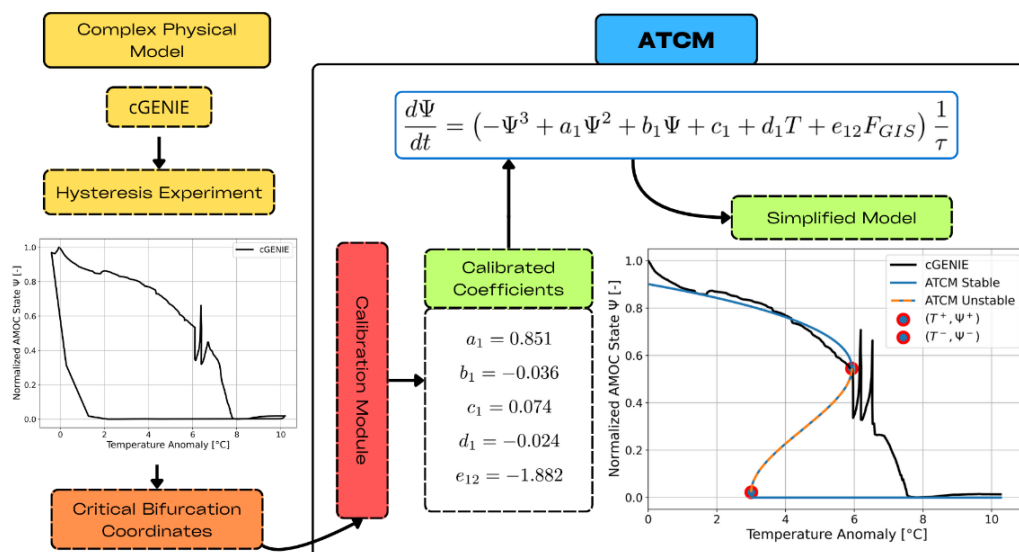 Complex Physical
Model
cGENIE
Hysteresis Experiment
1.0
0.8
0.6
0.4
0.2
0.0
0
2
4
6
8
10
Normalized AMOC State Ψ [-]
Temperature Anomaly [°C]
cGENIE
Critical Bifurcation
Coordinates
Calibration Module
ATCM
dΨ/dt = (−Ψ³ + a₁Ψ² + b₁Ψ + c₁ + d₁T + e₁₂F_GIS) 1/τ
Calibrated
Coefficients
a₁ = 0.851
b₁ = −0.036
c₁ = 0.074
d₁ = −0.024
e₁₂ = −1.882
Simplified Model
1.0
0.8
0.6
0.4
0.2
0.0
0
2
4
6
8
10
Normalized AMOC State Ψ [-]
Temperature Anomaly [°C]
cGENIE
ATCM Stable
ATCM Unstable
(T⁺, Ψ⁺)
(T⁻, Ψ⁻)